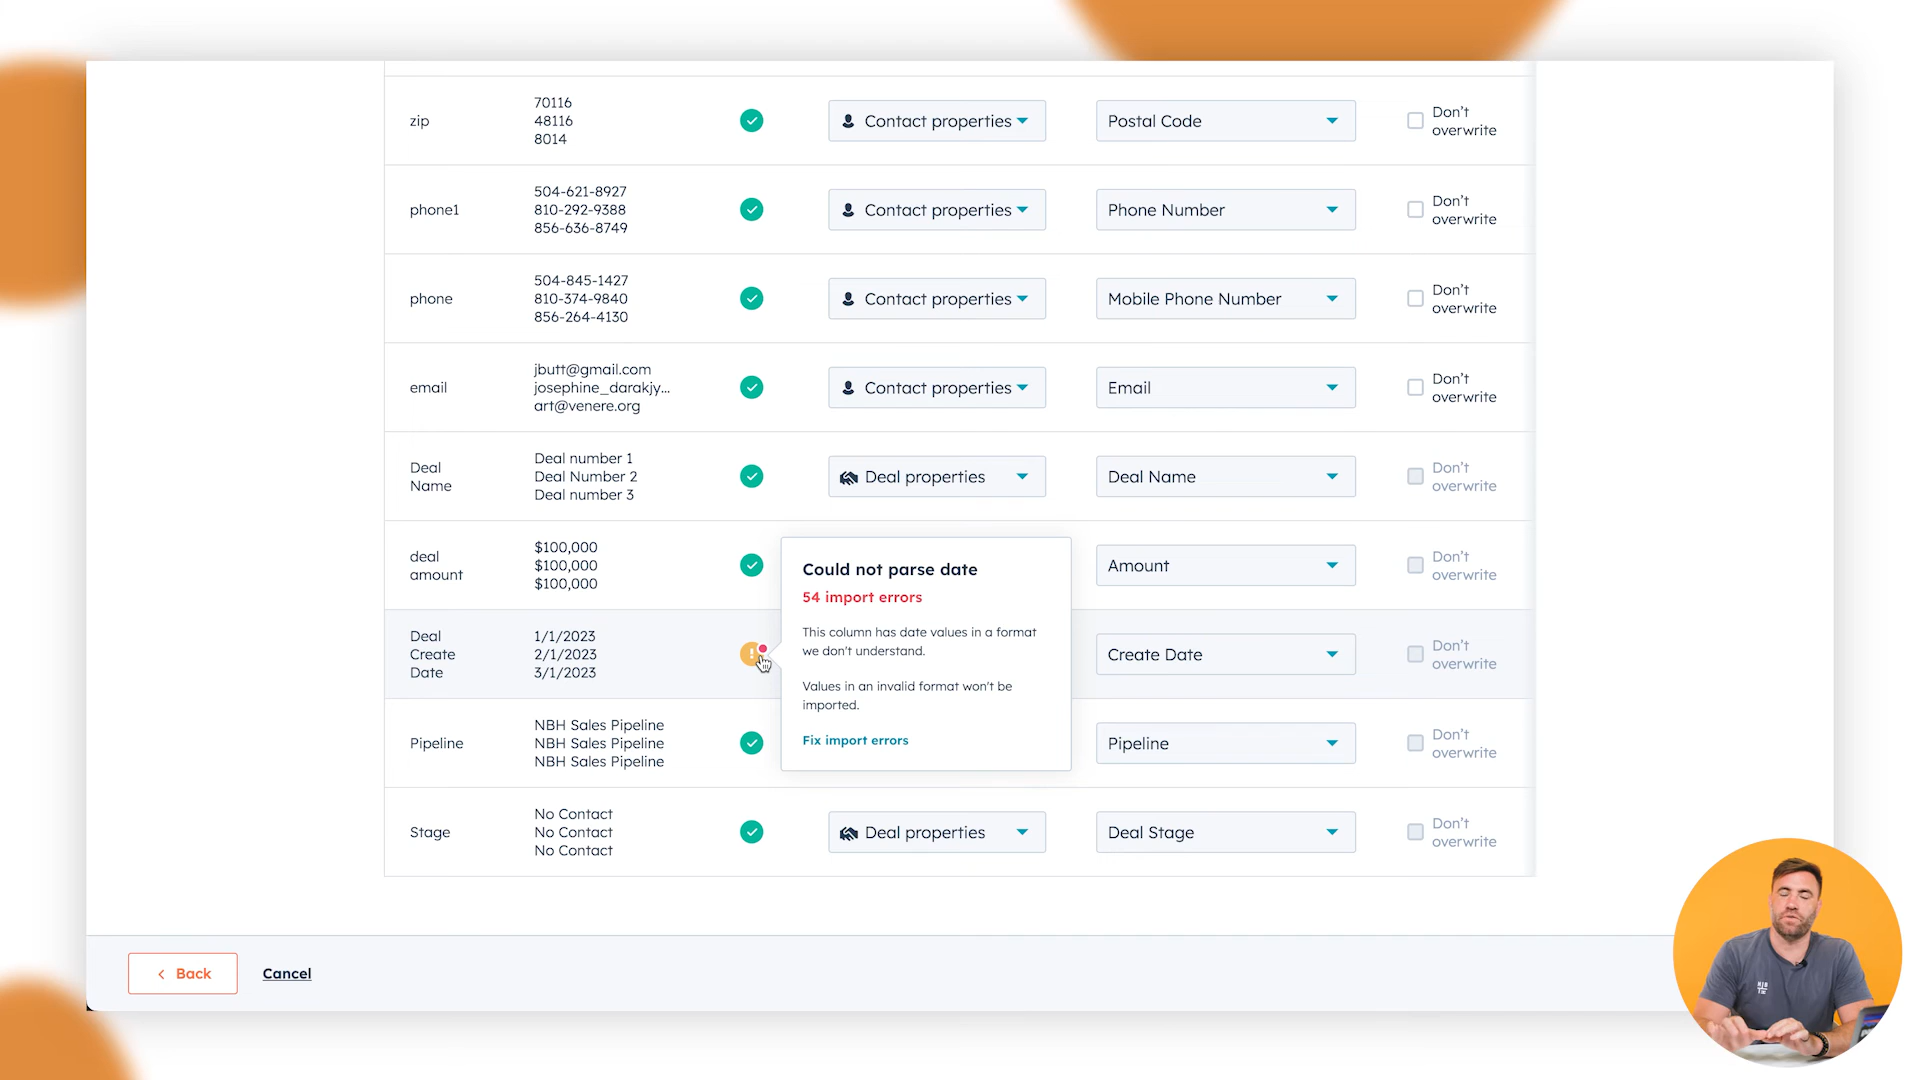 zip
70116
48116
8014
Contact properties
Postal Code
Don't
overwrite
phone1
504-621-8927
810-292-9388
856-636-8749
Contact properties
Phone Number
Don't
overwrite
phone
504-845-1427
810-374-9840
856-264-4130
Contact properties
Mobile Phone Number
Don't
overwrite
email
jbutt@gmail.com
josephine_darakjy...
art@venere.org
Contact properties
Email
Don't
overwrite
Deal
Name
Deal number 1
Deal Number 2
Deal number 3
Deal properties
Deal Name
Don't
overwrite
deal
amount
$100,000
$100,000
$100,000
Amount
Don't
overwrite
Deal
Create
Date
1/1/2023
2/1/2023
3/1/2023
Could not parse date
54 import errors
This column has date values in a format
we don't understand.
Values in an invalid format won't be
imported.
Fix import errors
Create Date
Don't
overwrite
Pipeline
NBH Sales Pipeline
NBH Sales Pipeline
NBH Sales Pipeline
Pipeline
Don't
overwrite
Stage
No Contact
No Contact
No Contact
Deal properties
Deal Stage
Don't
overwrite
Back
Cancel